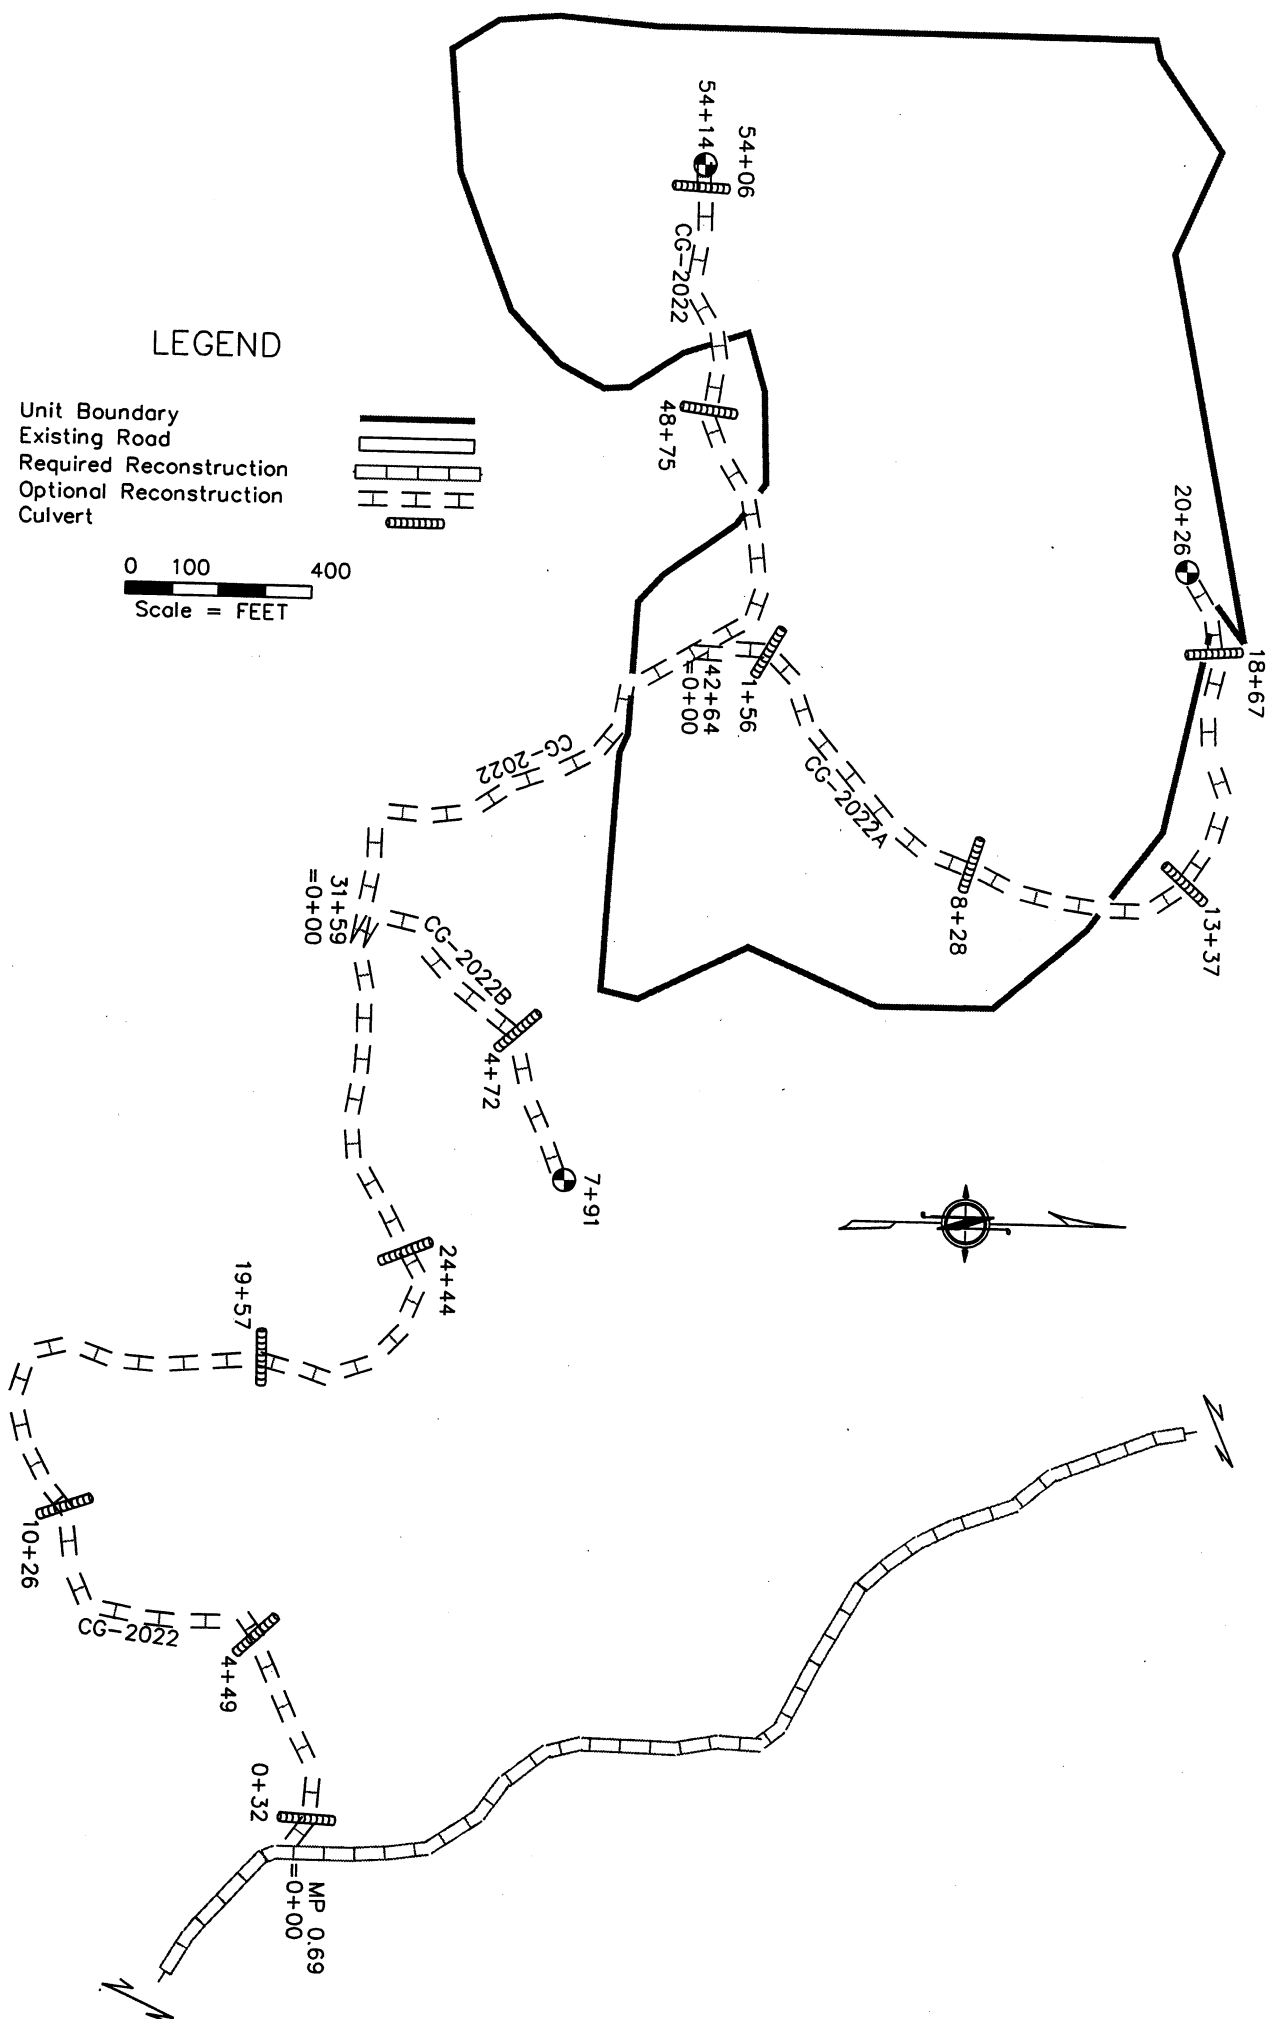 54+14
54+06
CG-2022
LEGEND
Unit Boundary
Existing Road
Required Reconstruction
Optional Reconstruction
Culvert
0 100 400
Scale = FEET
48+75
20+26
18+67
42+64
=0+00
1+56
CG-2022
CG-2022A
31+59
=0+00
CG-2022B
8+28
13+37
4+72
7+91
24+44
19+57
10+26
CG-2022
4+49
0+32
MP 0.69
=0+00